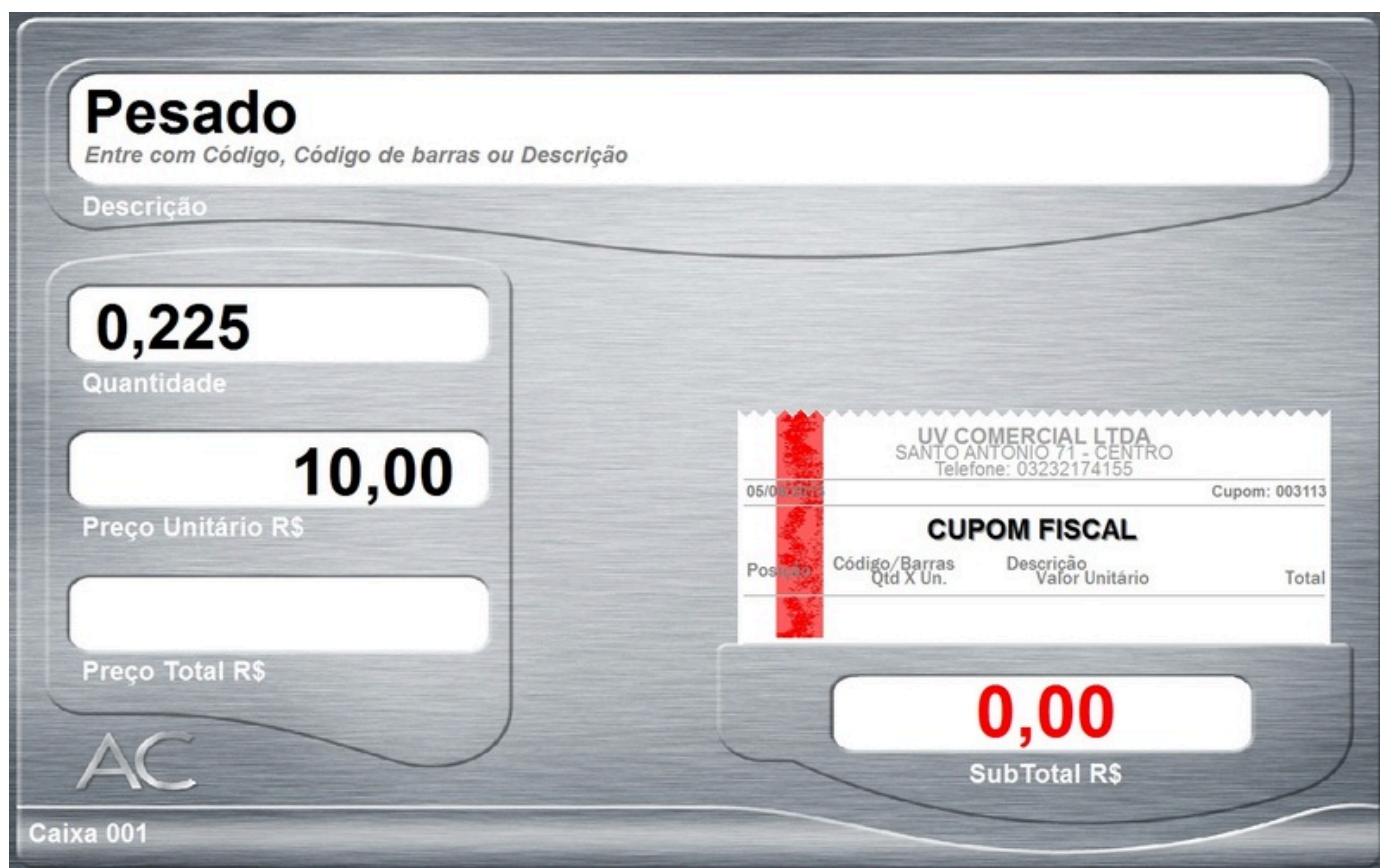 Pesado
Entre com Código, Código de barras ou Descrição
Descrição
0,225
Quantidade
10,00
Preço Unitário R$
Preço Total R$
AC
Caixa 001
UV COMERCIAL LTDA
SANTO ANTONIO 71 - CENTRO
Telefone: 03232174155
Cupom: 003113
CUPOM FISCAL
Posição Código/Barras Descrição
Qtd X Un. Valor Unitário Total
0,00
SubTotal R$